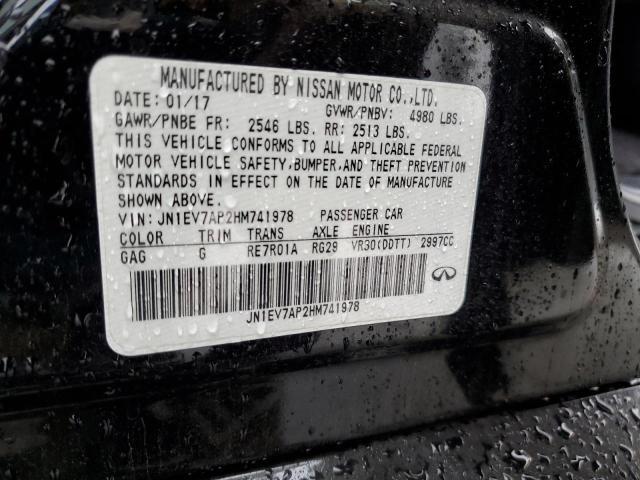 MANUFACTURED BY NISSAN MOTOR CO.,LTD.
DATE: 01/17 GVWR/PNBV: 4980 LBS.
GAWR/PNBE FR: 2546 LBS. RR: 2513 LBS.
THIS VEHICLE CONFORMS TO ALL APPLICABLE FEDERAL
MOTOR VEHICLE SAFETY,BUMPER,AND THEFT PREVENTION
STANDARDS IN EFFECT ON THE DATE OF MANUFACTURE
SHOWN ABOVE.
VIN: JN1EV7AP2HM741978 PASSENGER CAR
COLOR TRIM TRANS AXLE ENGINE
GAG G RE7R01A RG29 VR30(DDTT) 2997CC
JN1EV7AP2HM741978